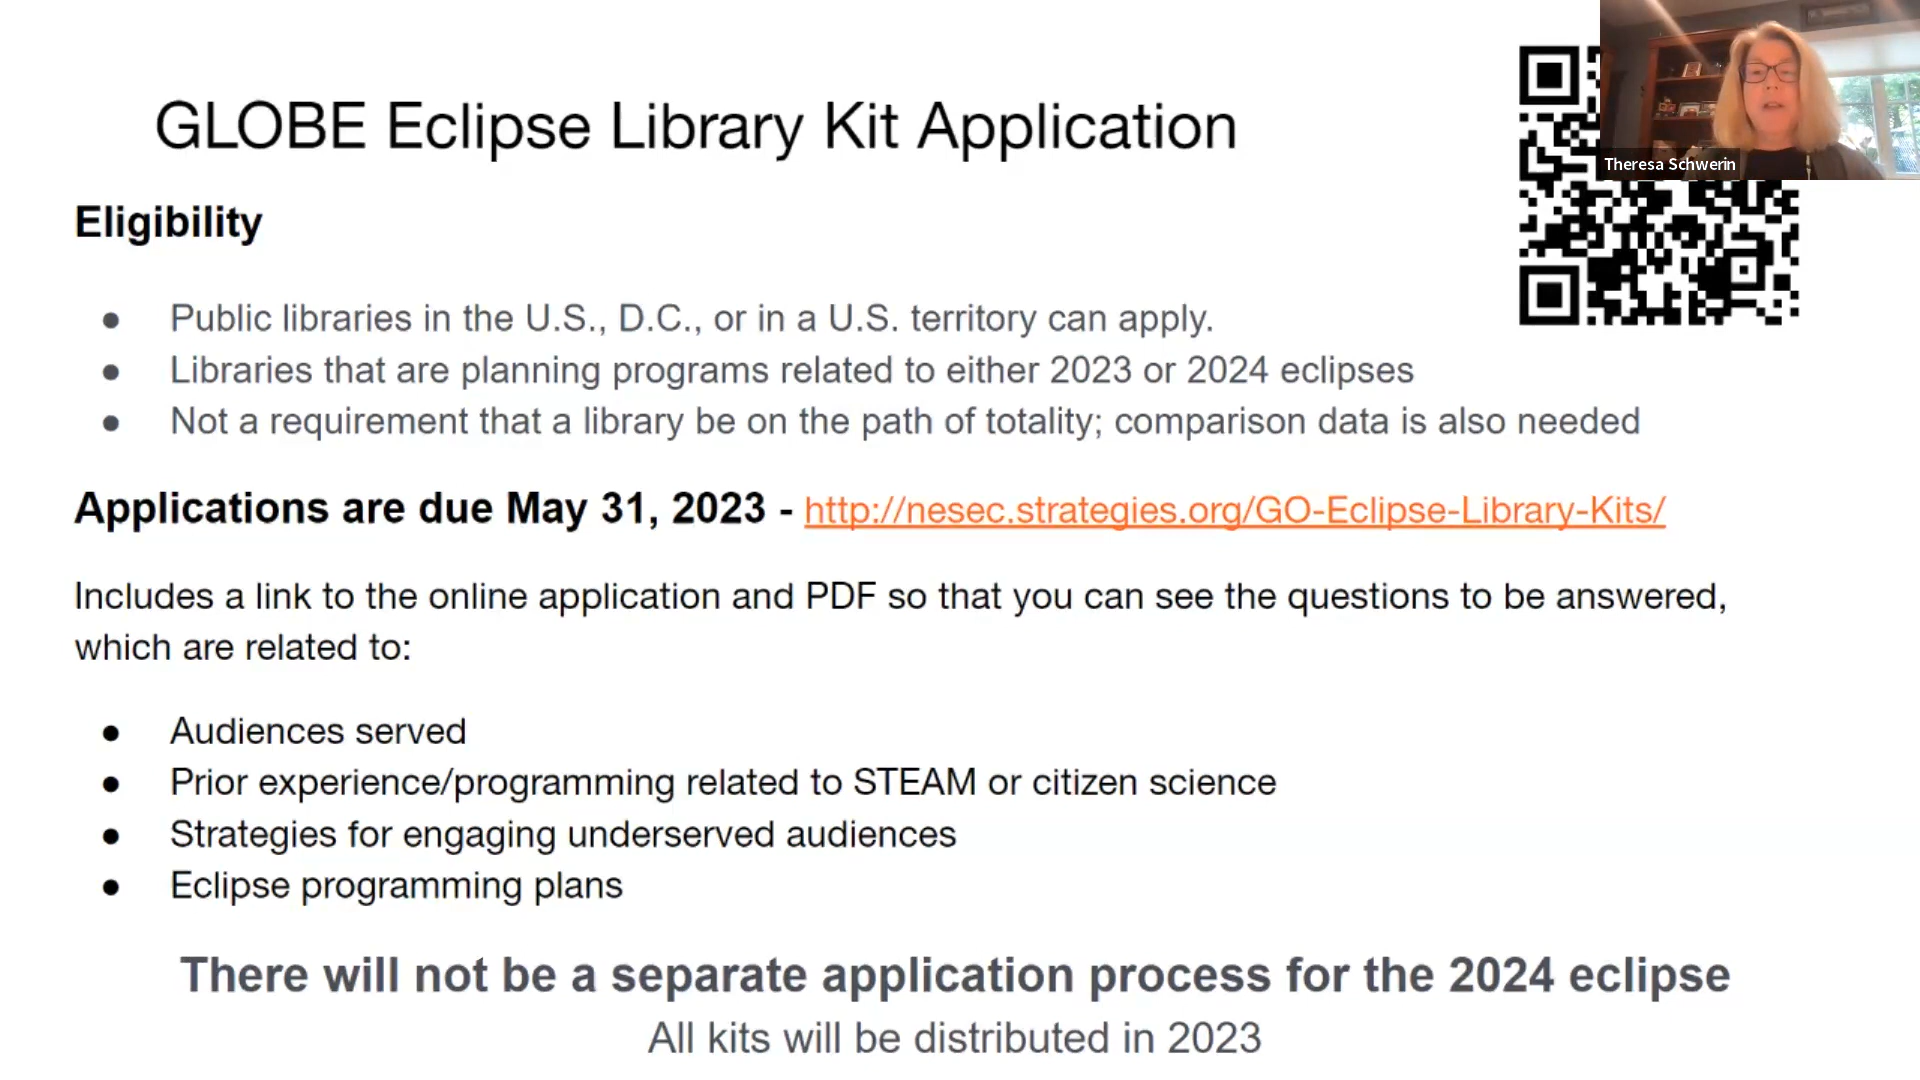 GLOBE Eclipse Library Kit Application
Theresa Schwerin
Eligibility
● Public libraries in the U.S., D.C., or in a U.S. territory can apply.
● Libraries that are planning programs related to either 2023 or 2024 eclipses
● Not a requirement that a library be on the path of totality; comparison data is also needed
Applications are due May 31, 2023 - http://nesec.strategies.org/GO-Eclipse-Library-Kits/
Includes a link to the online application and PDF so that you can see the questions to be answered,
which are related to:
● Audiences served
● Prior experience/programming related to STEAM or citizen science
● Strategies for engaging underserved audiences
● Eclipse programming plans
There will not be a separate application process for the 2024 eclipse
All kits will be distributed in 2023